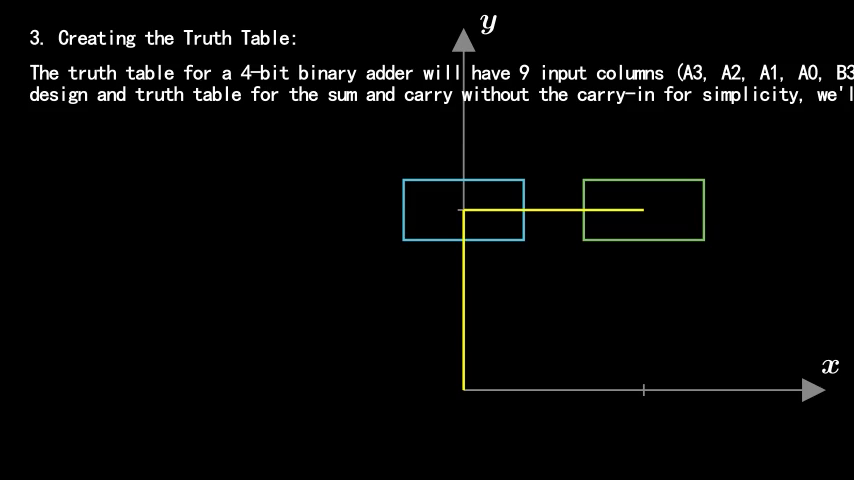 3. Creating the Truth Table:
The truth table for a 4-bit binary adder will have 9 input columns (A3, A2, A1, A0, B3
design and truth table for the sum and carry without the carry-in for simplicity, we'l
y
x